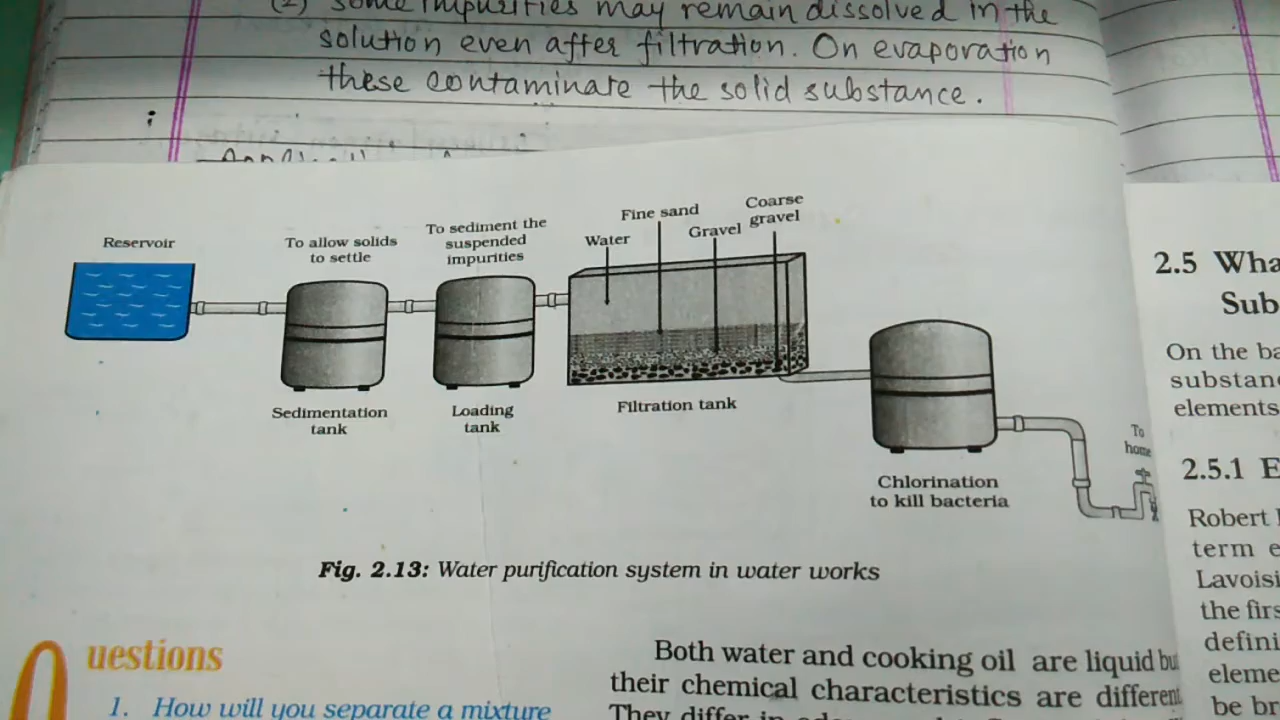 (2) some impurities may remain dissolved in the
solution even after filtration. On evaporation
these contaminate the solid substance.
Reservoir
To allow solids
to settle
To sediment the
suspended
impurities
Water
Fine sand
Gravel
Coarse
gravel
Sedimentation
tank
Loading
tank
Filtration tank
Chlorination
to kill bacteria
To
home
Fig. 2.13: Water purification system in water works
Questions
1. How will you separate a mixture
Both water and cooking oil are liquid but
their chemical characteristics are different.
They differ in
2.5 Wha
Sub
On the ba
substanc
elements
2.5.1 E
Robert
term e
Lavoisi
the firs
defini
eleme
be br